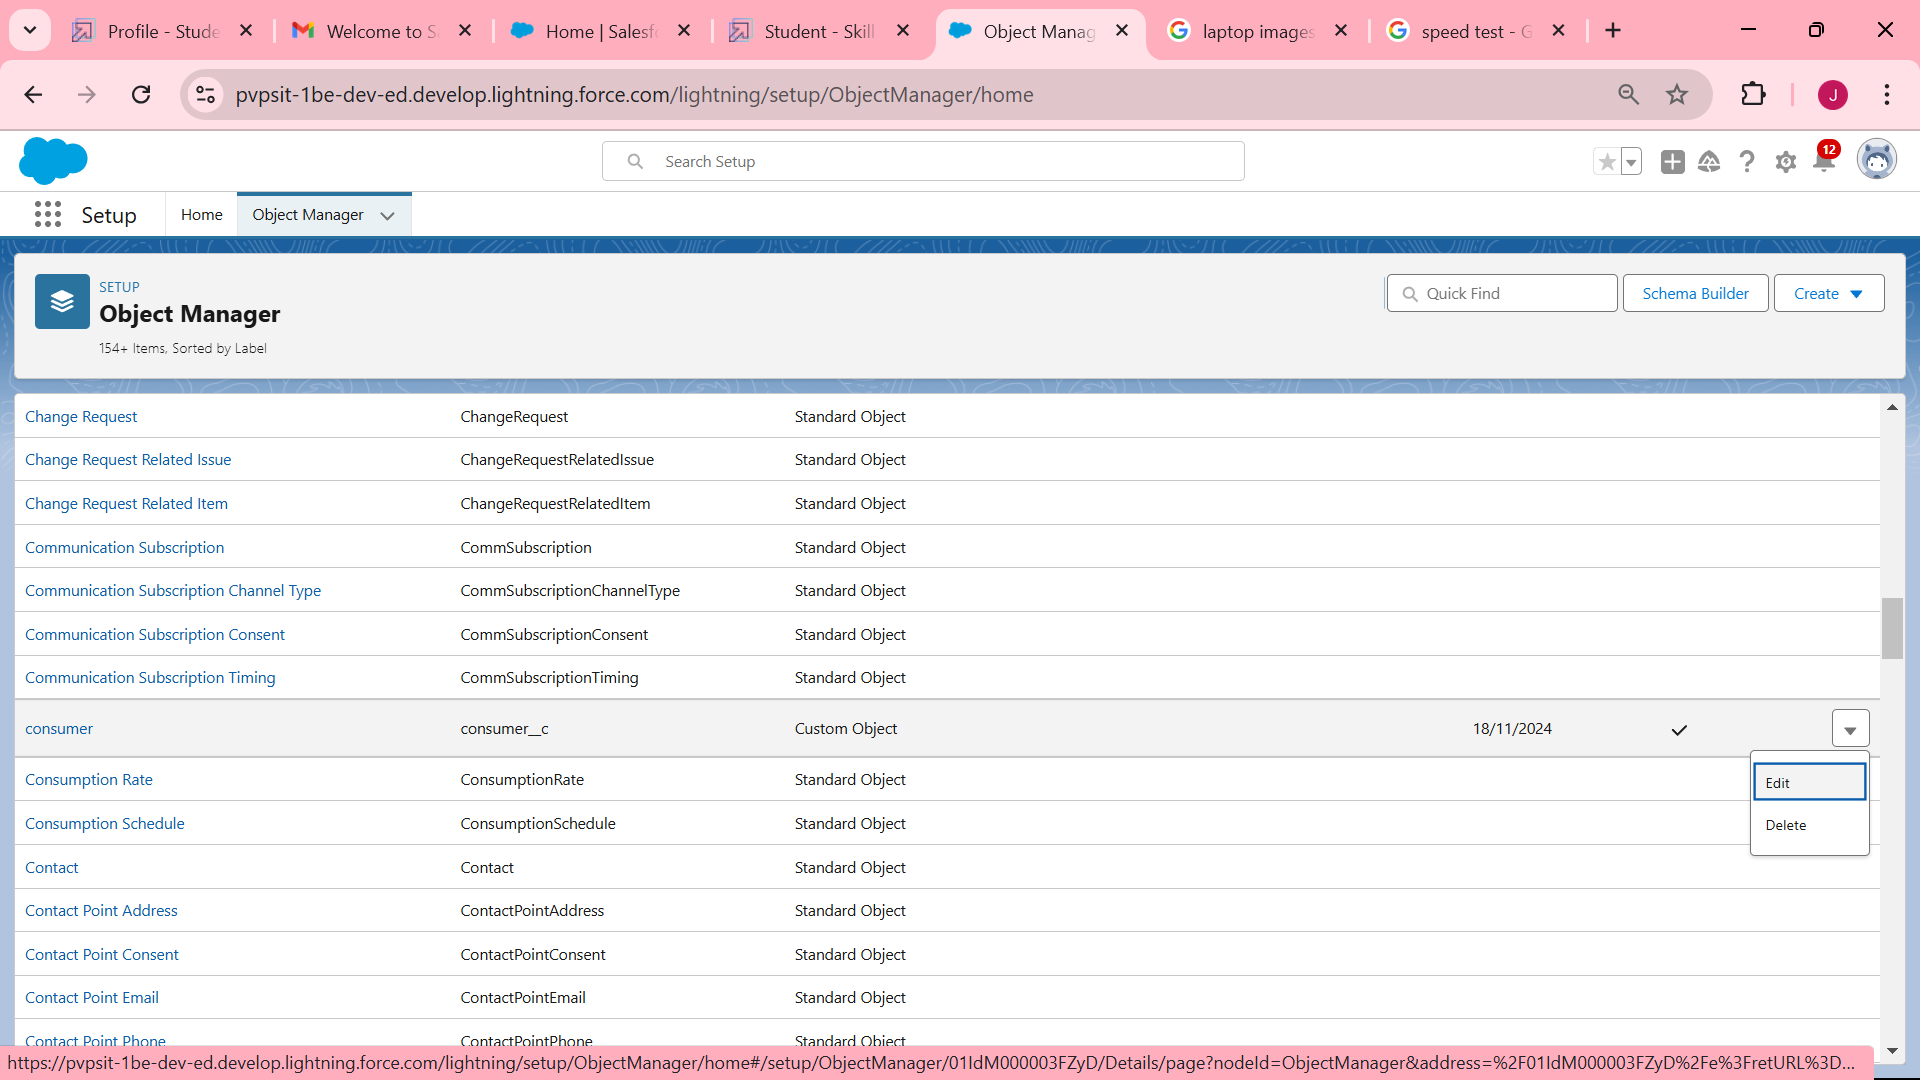 Profile - Stude
Welcome to Sa
Home | Salesfo
Student - Skill
Object Manag
laptop images
speed test - G
pvpsit-1be-dev-ed.develop.lightning.force.com/lightning/setup/ObjectManager/home
J
Search Setup
12
Setup
Home
Object Manager
SETUP
Object Manager
154+ Items, Sorted by Label
Quick Find
Schema Builder
Create
Change Request ChangeRequest Standard Object
Change Request Related Issue ChangeRequestRelatedIssue Standard Object
Change Request Related Item ChangeRequestRelatedItem Standard Object
Communication Subscription CommSubscription Standard Object
Communication Subscription Channel Type CommSubscriptionChannelType Standard Object
Communication Subscription Consent CommSubscriptionConsent Standard Object
Communication Subscription Timing CommSubscriptionTiming Standard Object
consumer consumer__c Custom Object 18/11/2024
Edit
Delete
Consumption Rate ConsumptionRate Standard Object
Consumption Schedule ConsumptionSchedule Standard Object
Contact Contact Standard Object
Contact Point Address ContactPointAddress Standard Object
Contact Point Consent ContactPointConsent Standard Object
Contact Point Email ContactPointEmail Standard Object
Contact Point Phone ContactPointPhone Standard Object
https://pvpsit-1be-dev-ed.develop.lightning.force.com/lightning/setup/ObjectManager/home#/setup/ObjectManager/01IdM000003FZyD/Details/page?nodeId=ObjectManager&address=%2F01IdM000003FZyD%2Fe%3FretURL%3D...